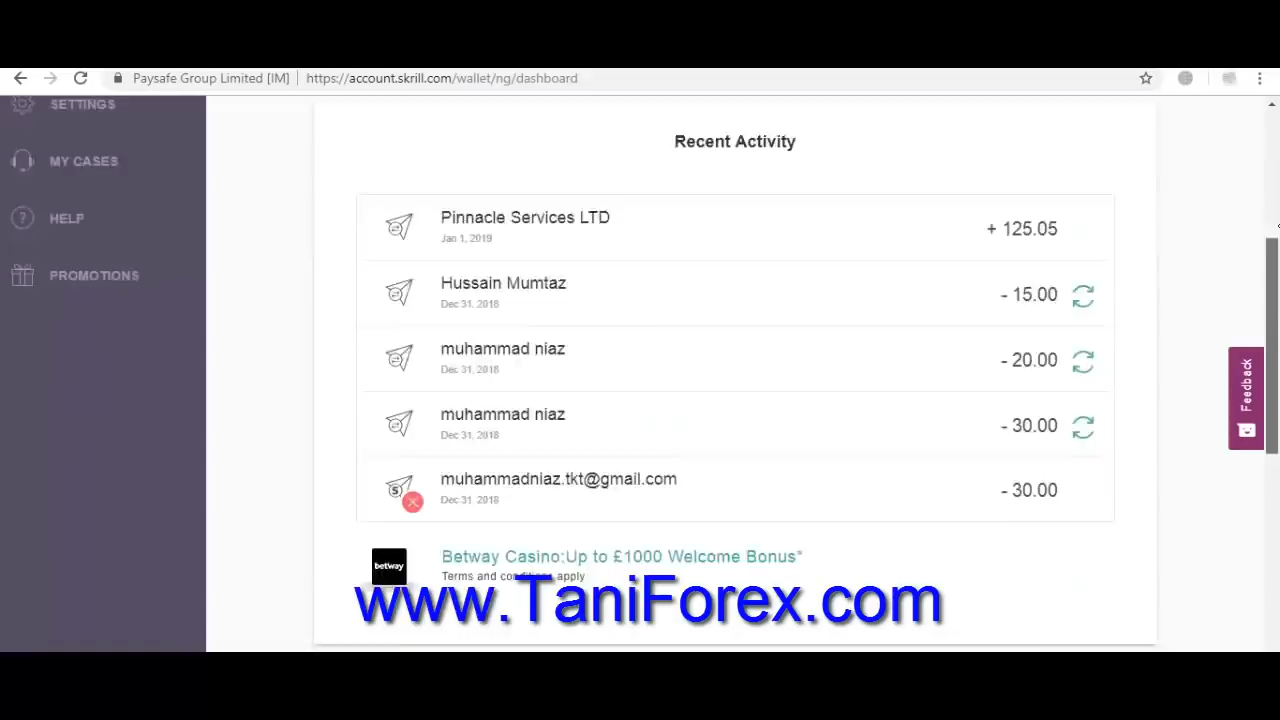 Paysafe Group Limited [IM] https://account.skrill.com/wallet/ng/dashboard
SETTINGS
MY CASES
HELP
PROMOTIONS
Recent Activity
Pinnacle Services LTD
Jan 1, 2019
+ 125.05
Hussain Mumtaz
Dec 31, 2018
- 15.00
muhammad niaz
Dec 31, 2018
- 20.00
muhammad niaz
Dec 31, 2018
- 30.00
muhammadniaz.tkt@gmail.com
Dec 31, 2018
- 30.00
Feedback
betway
Betway Casino:Up to £1000 Welcome Bonus*
Terms and conditions apply
www.TaniForex.com